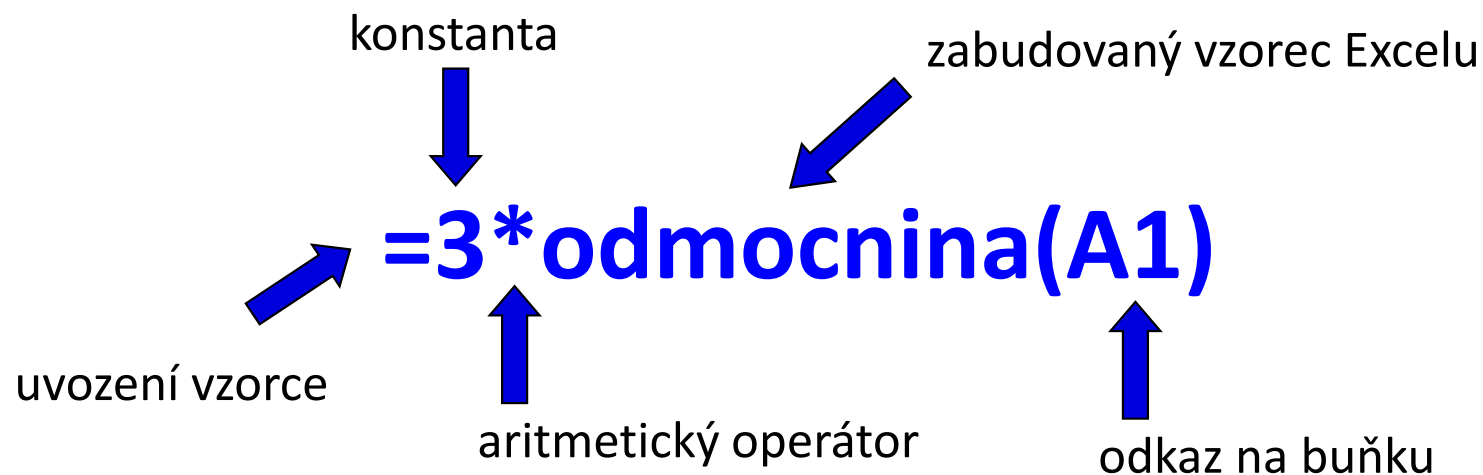 konstanta
zabudovaný vzorec Excelu
=3*odmocnina(A1)
uvození vzorce
aritmetický operátor
odkaz na buňku